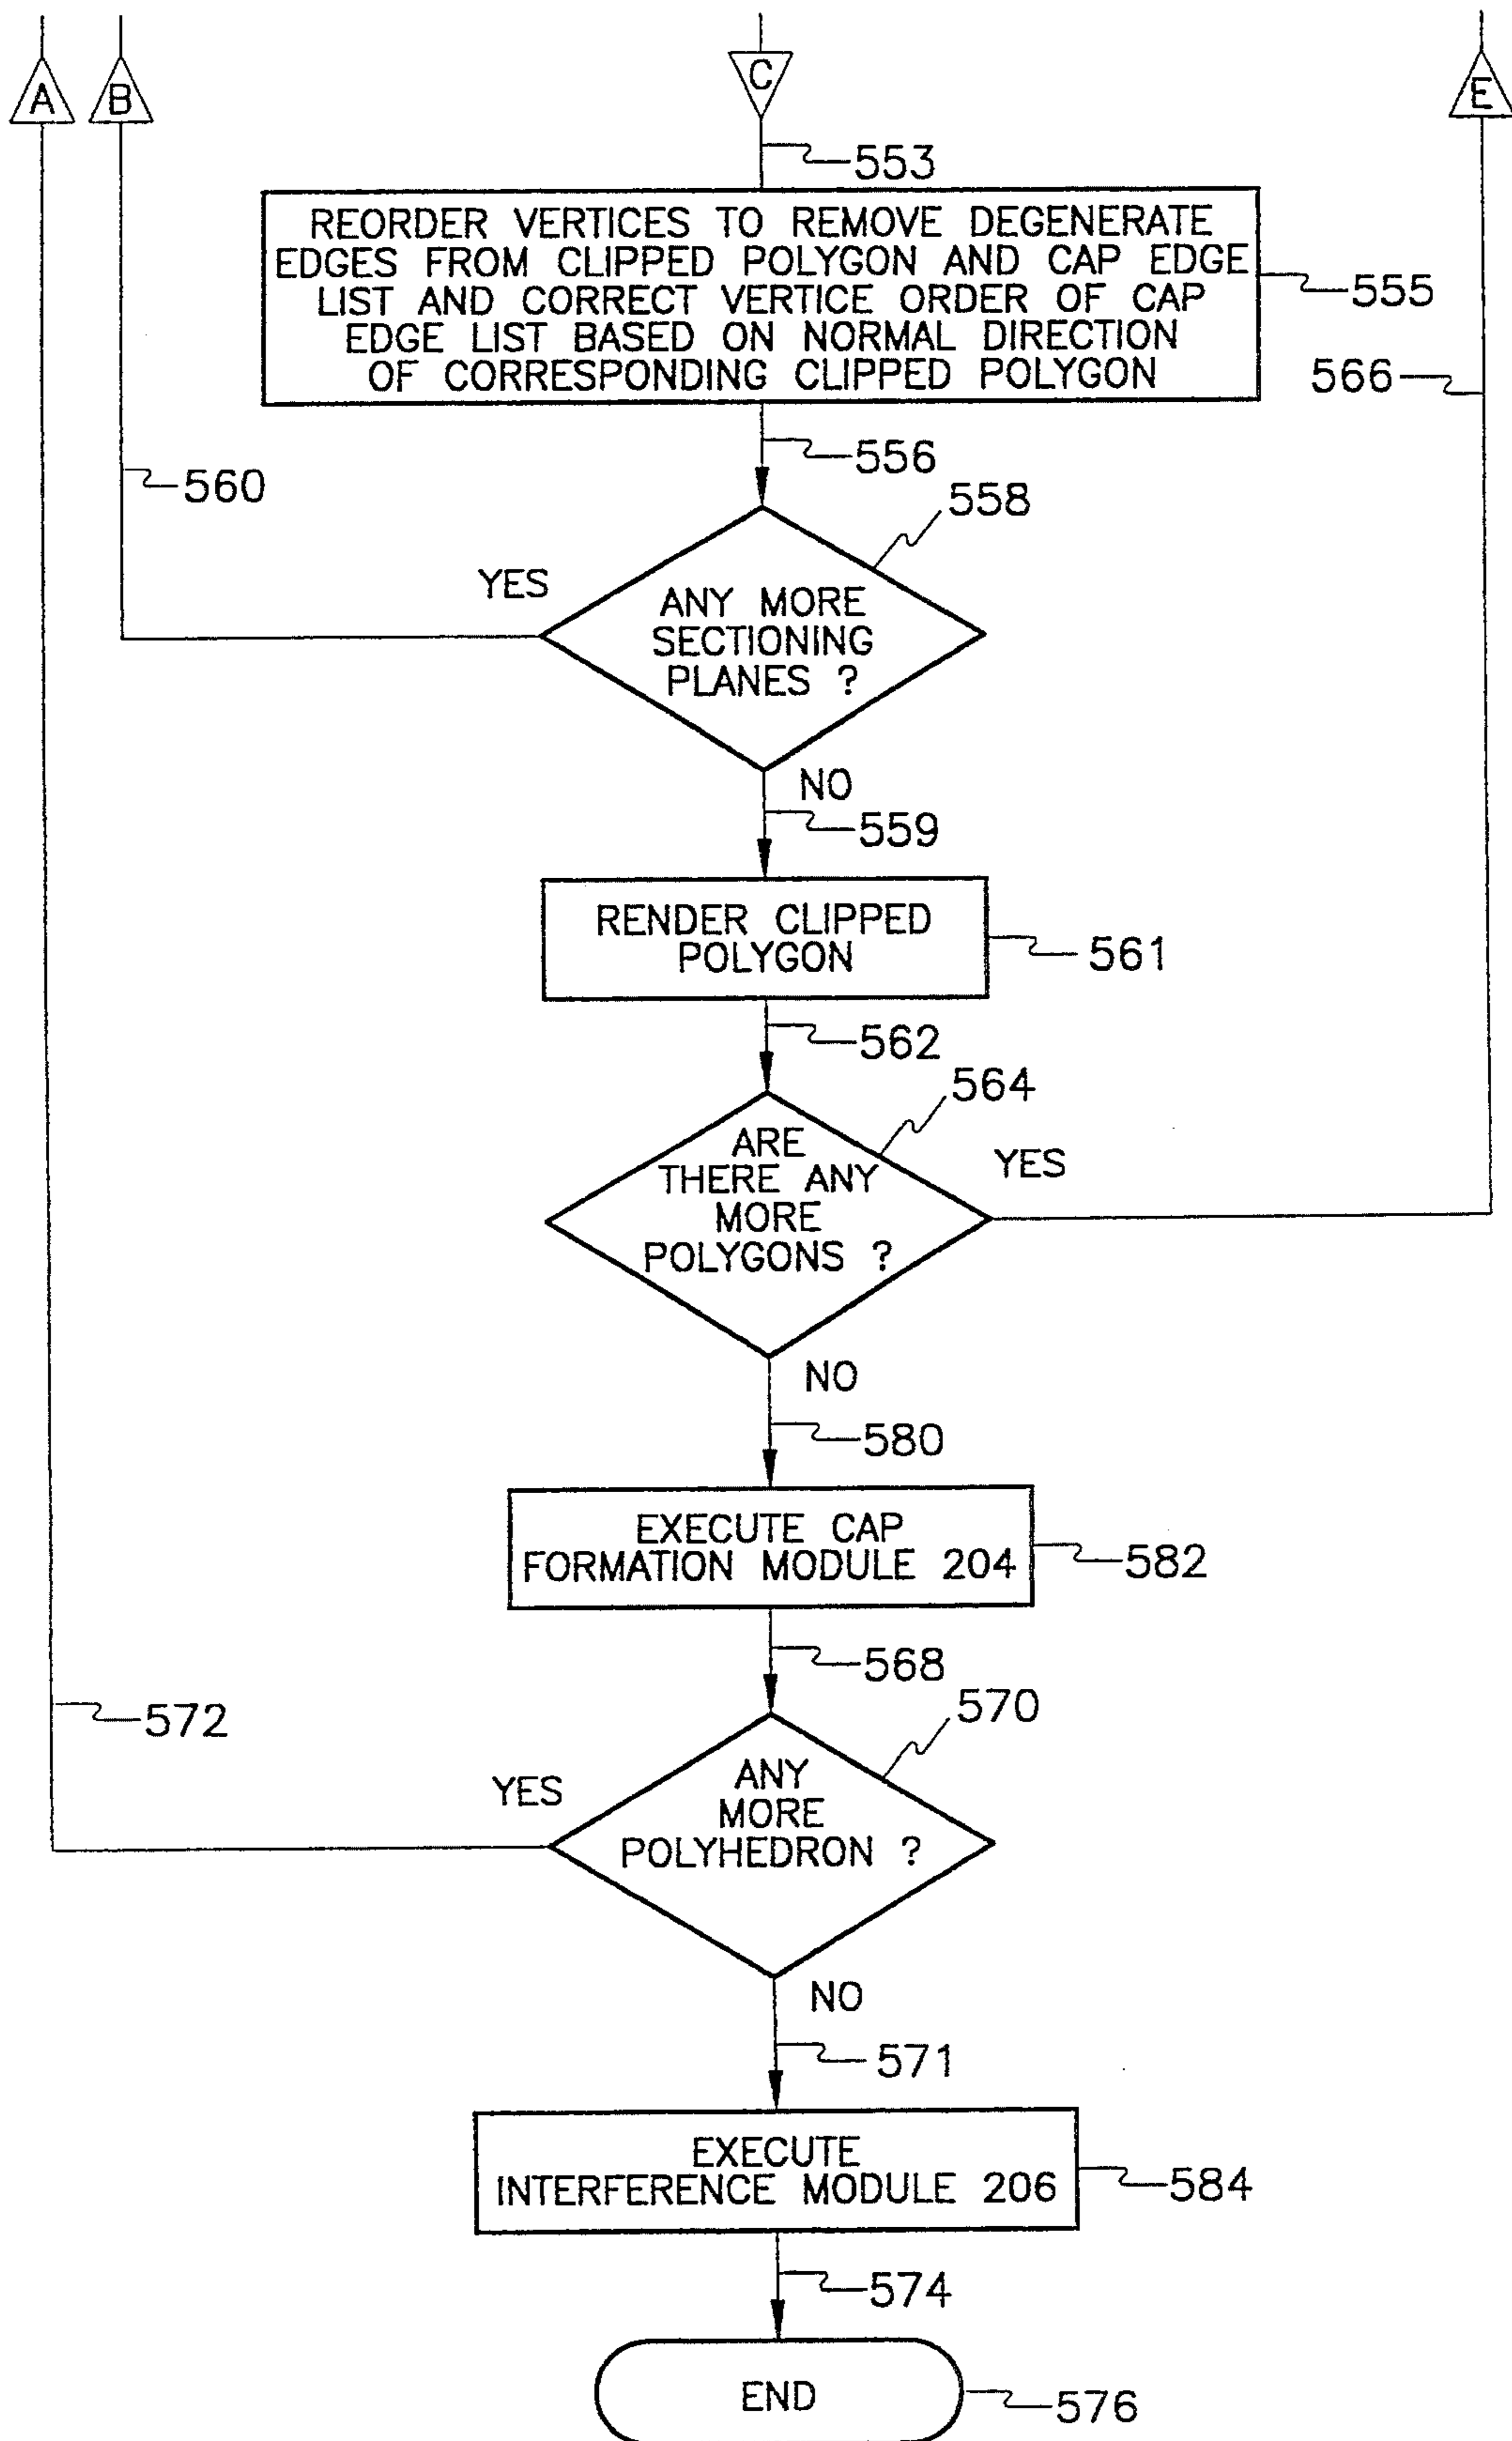 A
B
C
E
553
REORDER VERTICES TO REMOVE DEGENERATE
EDGES FROM CLIPPED POLYGON AND CAP EDGE
LIST AND CORRECT VERTICE ORDER OF CAP
EDGE LIST BASED ON NORMAL DIRECTION
OF CORRESPONDING CLIPPED POLYGON
555
566
556
560
558
YES
ANY MORE
SECTIONING
PLANES ?
NO
559
RENDER CLIPPED
POLYGON
561
562
564
ARE
THERE ANY
MORE
POLYGONS ?
YES
NO
580
EXECUTE CAP
FORMATION MODULE 204
582
568
570
572
YES
ANY
MORE
POLYHEDRON ?
NO
571
EXECUTE
INTERFERENCE MODULE 206
584
574
END
576